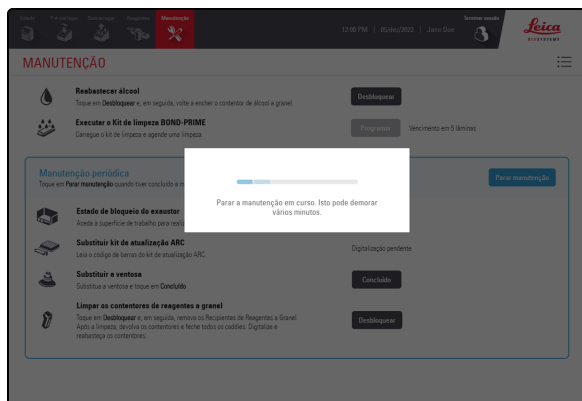 Estado
Pré-carregar
Descarregar
Reagentes
Manutenção
12:00 PM | 05/dez/2022 | Jane Doe
Terminar sessão
Leica
BIOSYSTEMS
MANUTENÇÃO
Reabastecer álcool
Toque em Desbloquear e, em seguida, volte a encher o contentor de álcool a granel.
Desbloquear
Executar o Kit de limpeza BOND-PRIME
Carregue o kit de limpeza e agende uma limpeza.
Programar
Vencimento em 5 lâminas
Manutenção periódica
Toque em Parar manutenção quando tiver concluído a m
Parar manutenção
Parar a manutenção em curso. Isto pode demorar
vários minutos.
Estado de bloqueio do exaustor
Aceda à superfície de trabalho para realiz
Substituir kit de atualização ARC
Leia o código de barras do kit de atualização ARC.
Digitalização pendente
Substituir a ventosa
Substitua a ventosa e toque em Concluído
Concluído
Limpar os contentores de reagentes a granel
Toque em Desbloquear e, em seguida, remova os Recipientes de Reagentes a Granel.
Após a limpeza, devolva os contentores e feche todos os caddies. Digitalize e
reabasteça os contentores.
Desbloquear